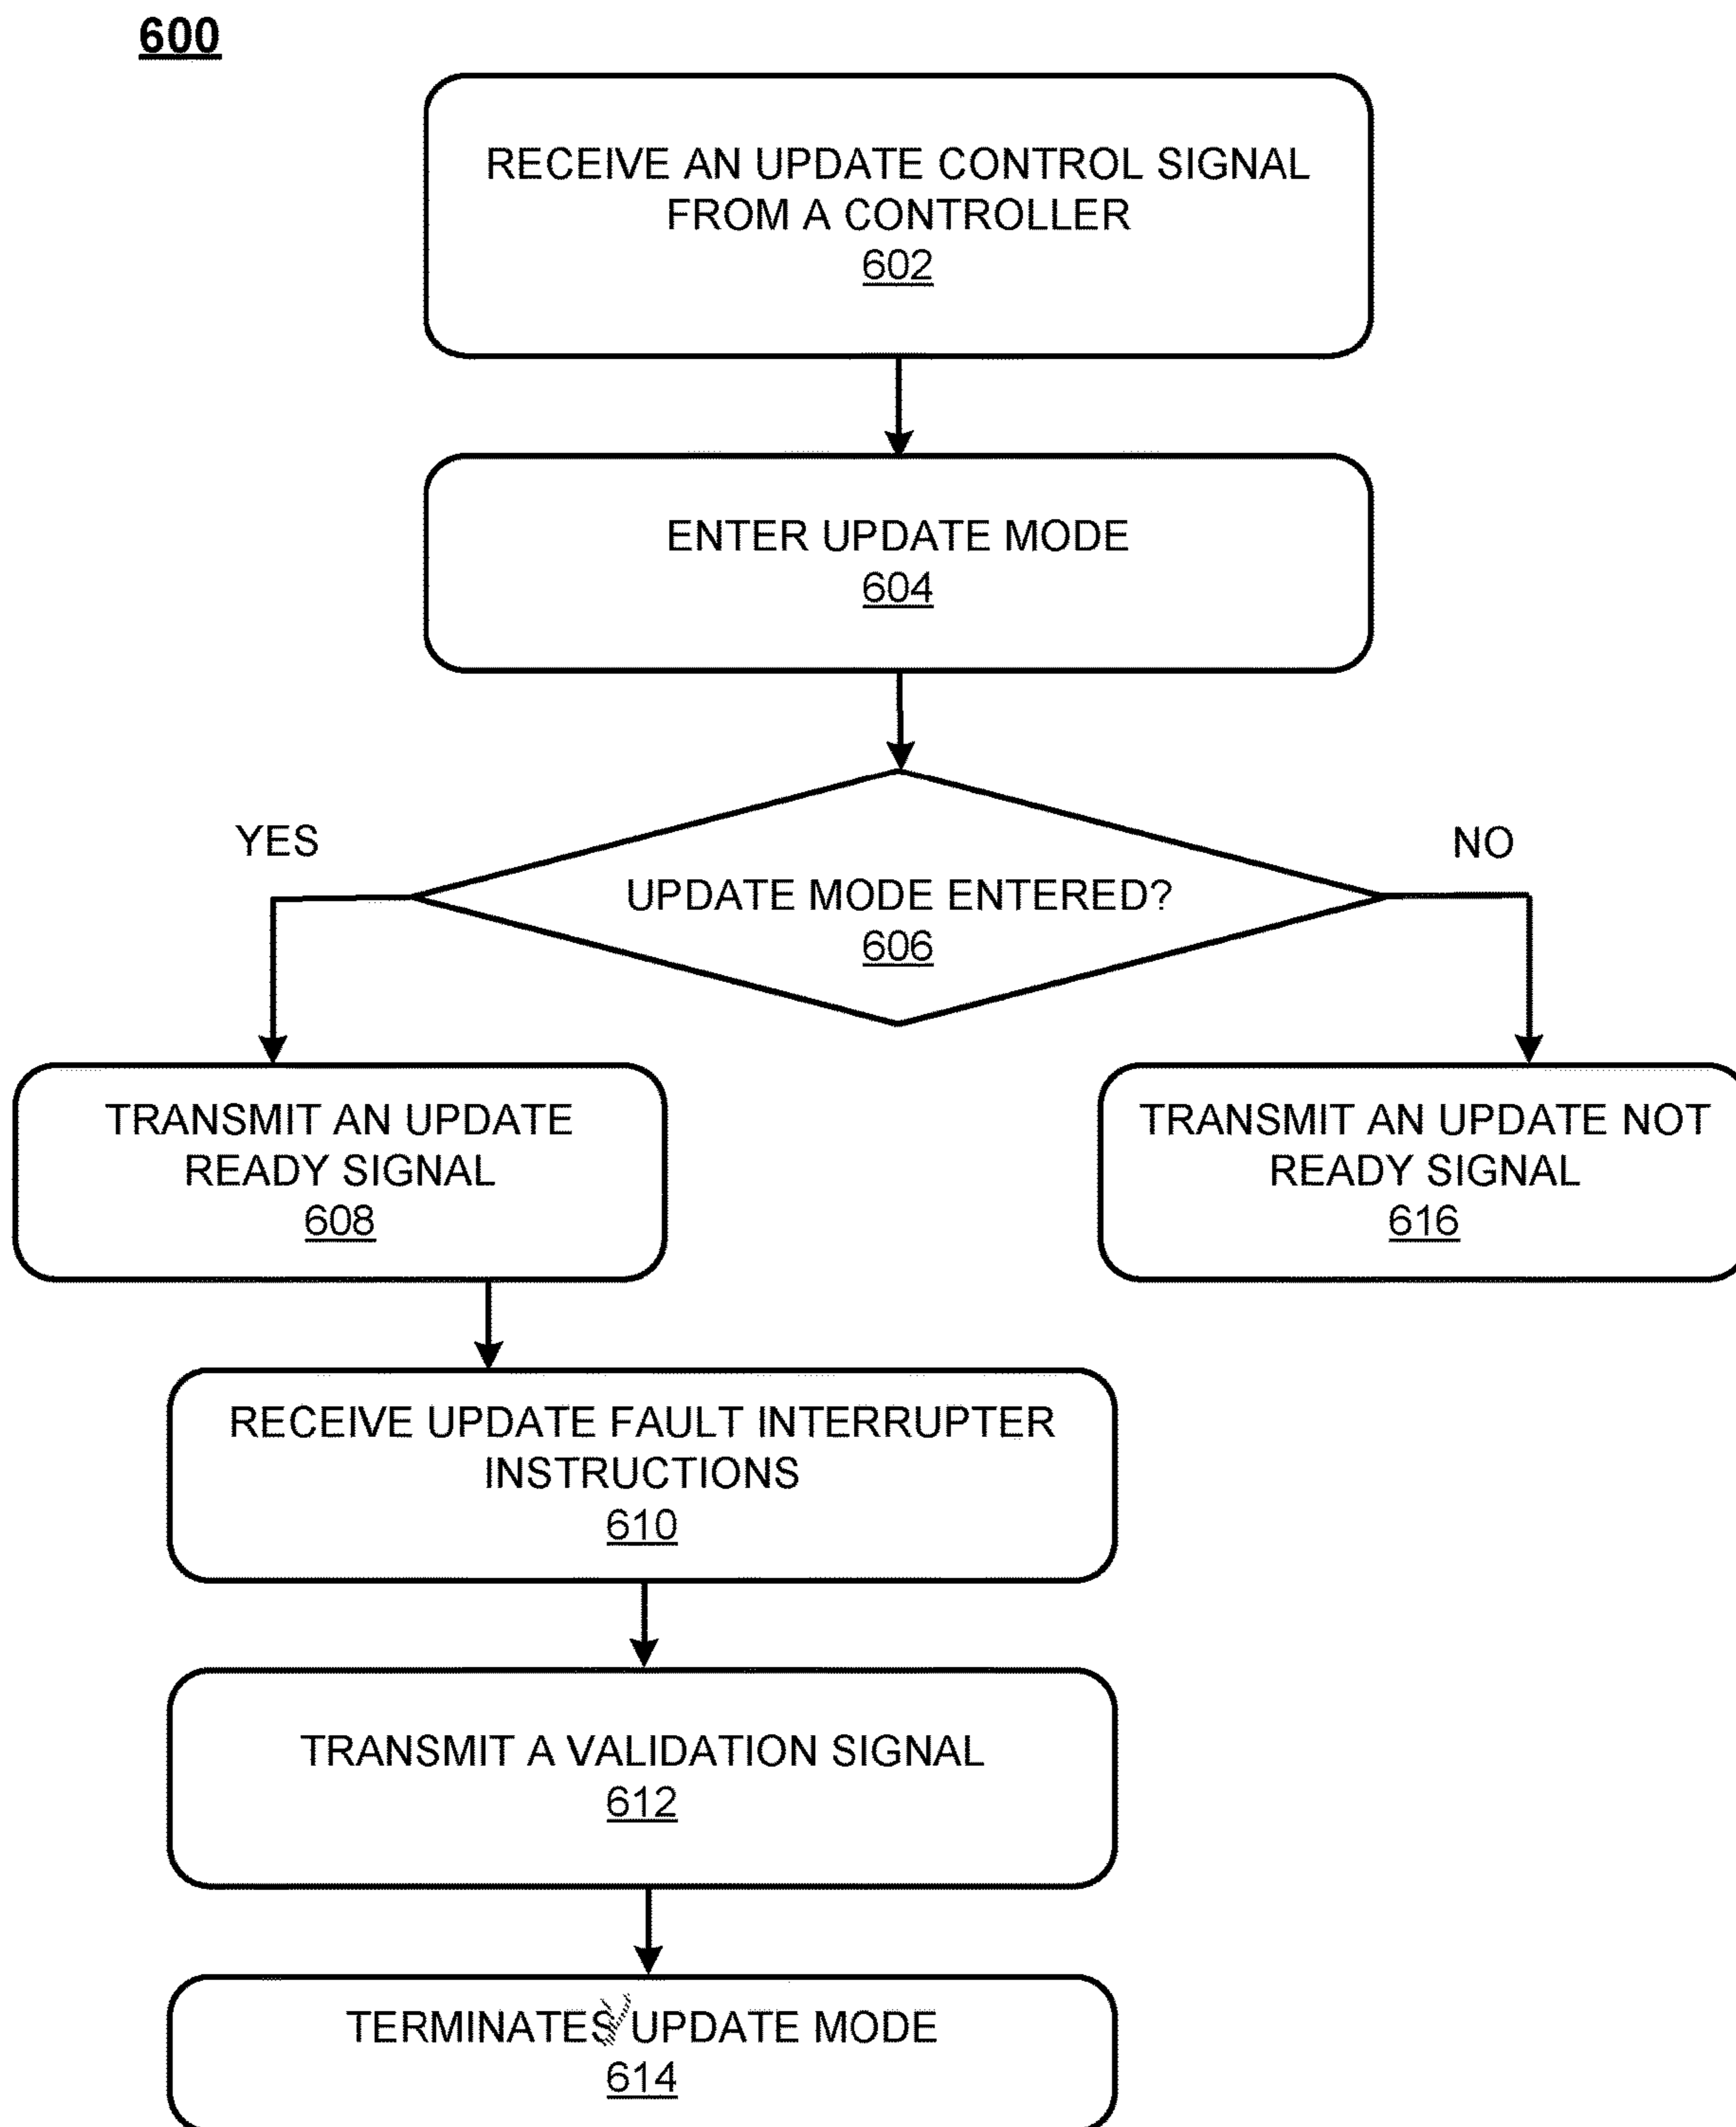 600
RECEIVE AN UPDATE CONTROL SIGNAL
FROM A CONTROLLER
602
ENTER UPDATE MODE
604
YES
NO
UPDATE MODE ENTERED?
606
TRANSMIT AN UPDATE
READY SIGNAL
608
TRANSMIT AN UPDATE NOT
READY SIGNAL
616
RECEIVE UPDATE FAULT INTERRUPTER
INSTRUCTIONS
610
TRANSMIT A VALIDATION SIGNAL
612
TERMINATES UPDATE MODE
614